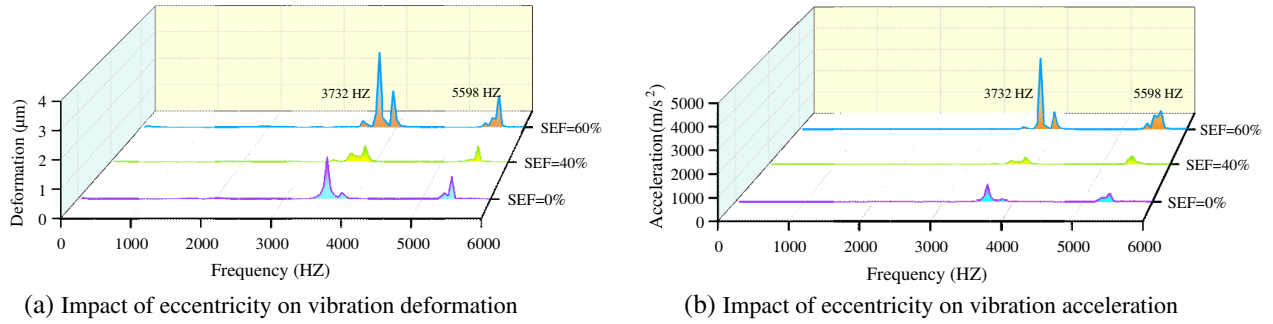 3732 HZ
5598 HZ
SEF=60%
SEF=40%
SEF=0%
Deformation (μm)
4
3
2
1
0
0 1000 2000 3000 4000 5000 6000
Frequency (HZ)
(a) Impact of eccentricity on vibration deformation
3732 HZ
5598 HZ
SEF=60%
SEF=40%
SEF=0%
Acceleration(m/s²)
5000
4000
3000
2000
1000
0
0 1000 2000 3000 4000 5000 6000
Frequency (HZ)
(b) Impact of eccentricity on vibration acceleration